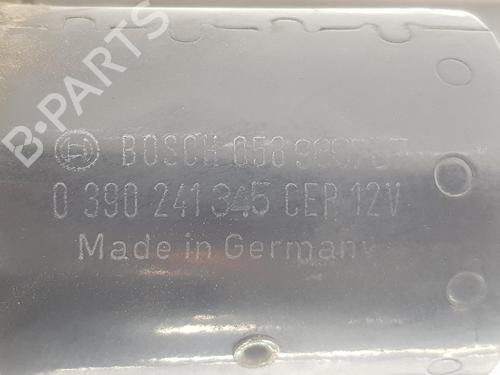 B-PARTS
BOSCH
0 390 241 345 CEP 12V
Made in Germany